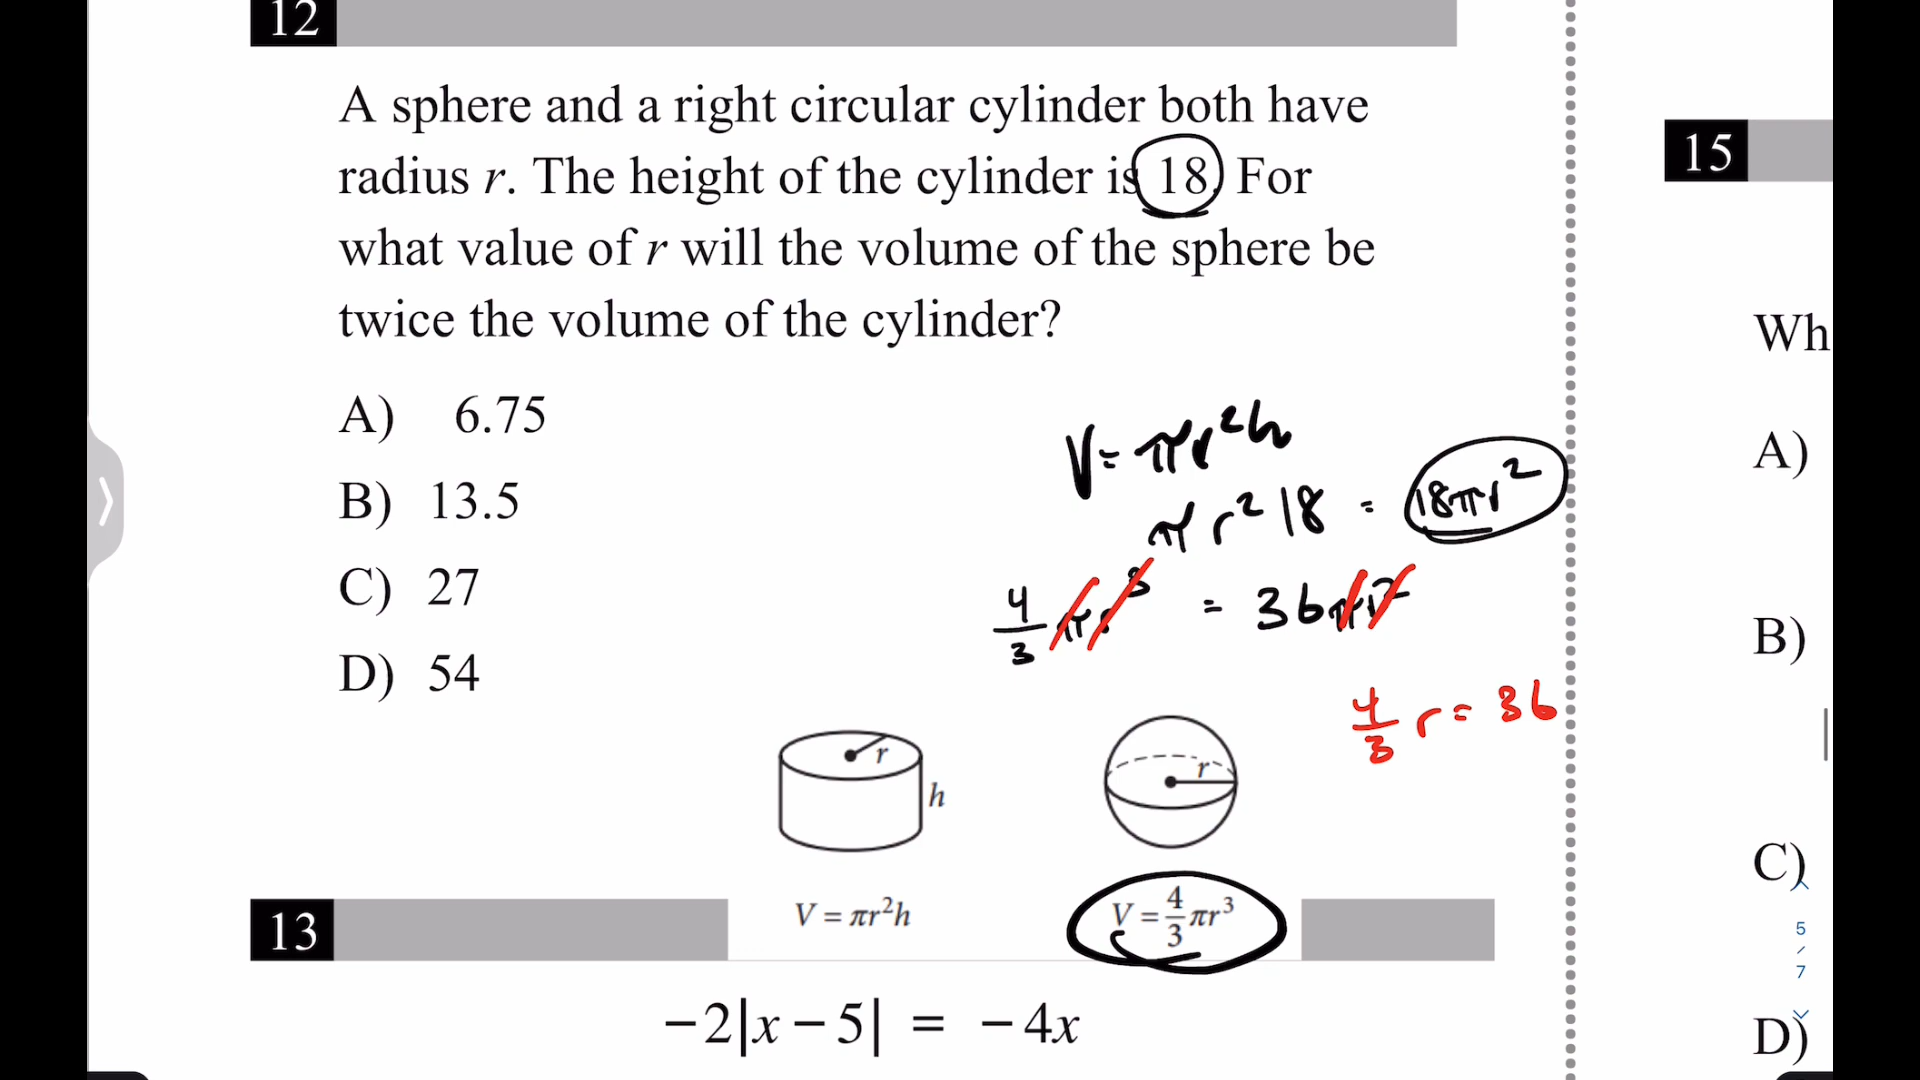 12
A sphere and a right circular cylinder both have
radius r. The height of the cylinder is 18. For
what value of r will the volume of the sphere be
twice the volume of the cylinder?
A) 6.75
B) 13.5
C) 27
D) 54
V = πr²h
πr² 18 = 18πr²
4/3 πr³ = 36πr²
4/3 r = 36
r
h
V = πr²h
r
V = 4/3 πr³
13
−2|x − 5| = −4x
15
Wh
A)
B)
C)
D)
5
/
7